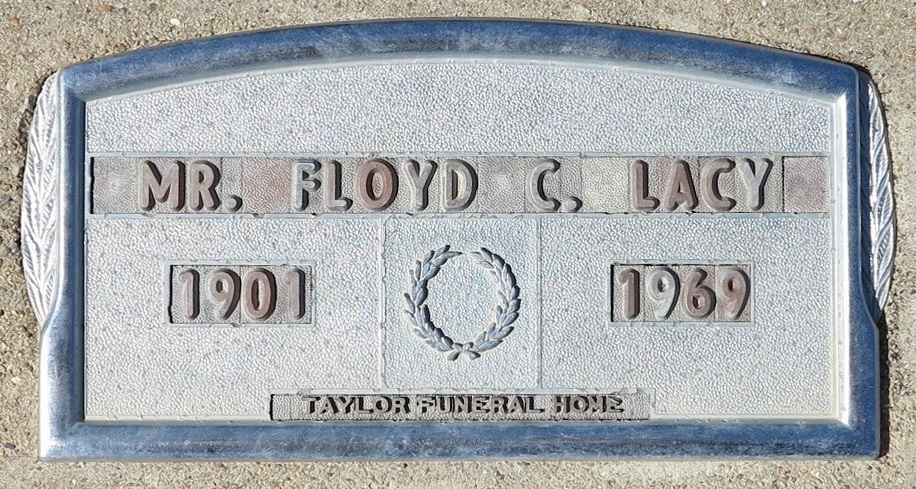 MR. FLOYD C. LACY
1901 1969
TAYLOR FUNERAL HOME